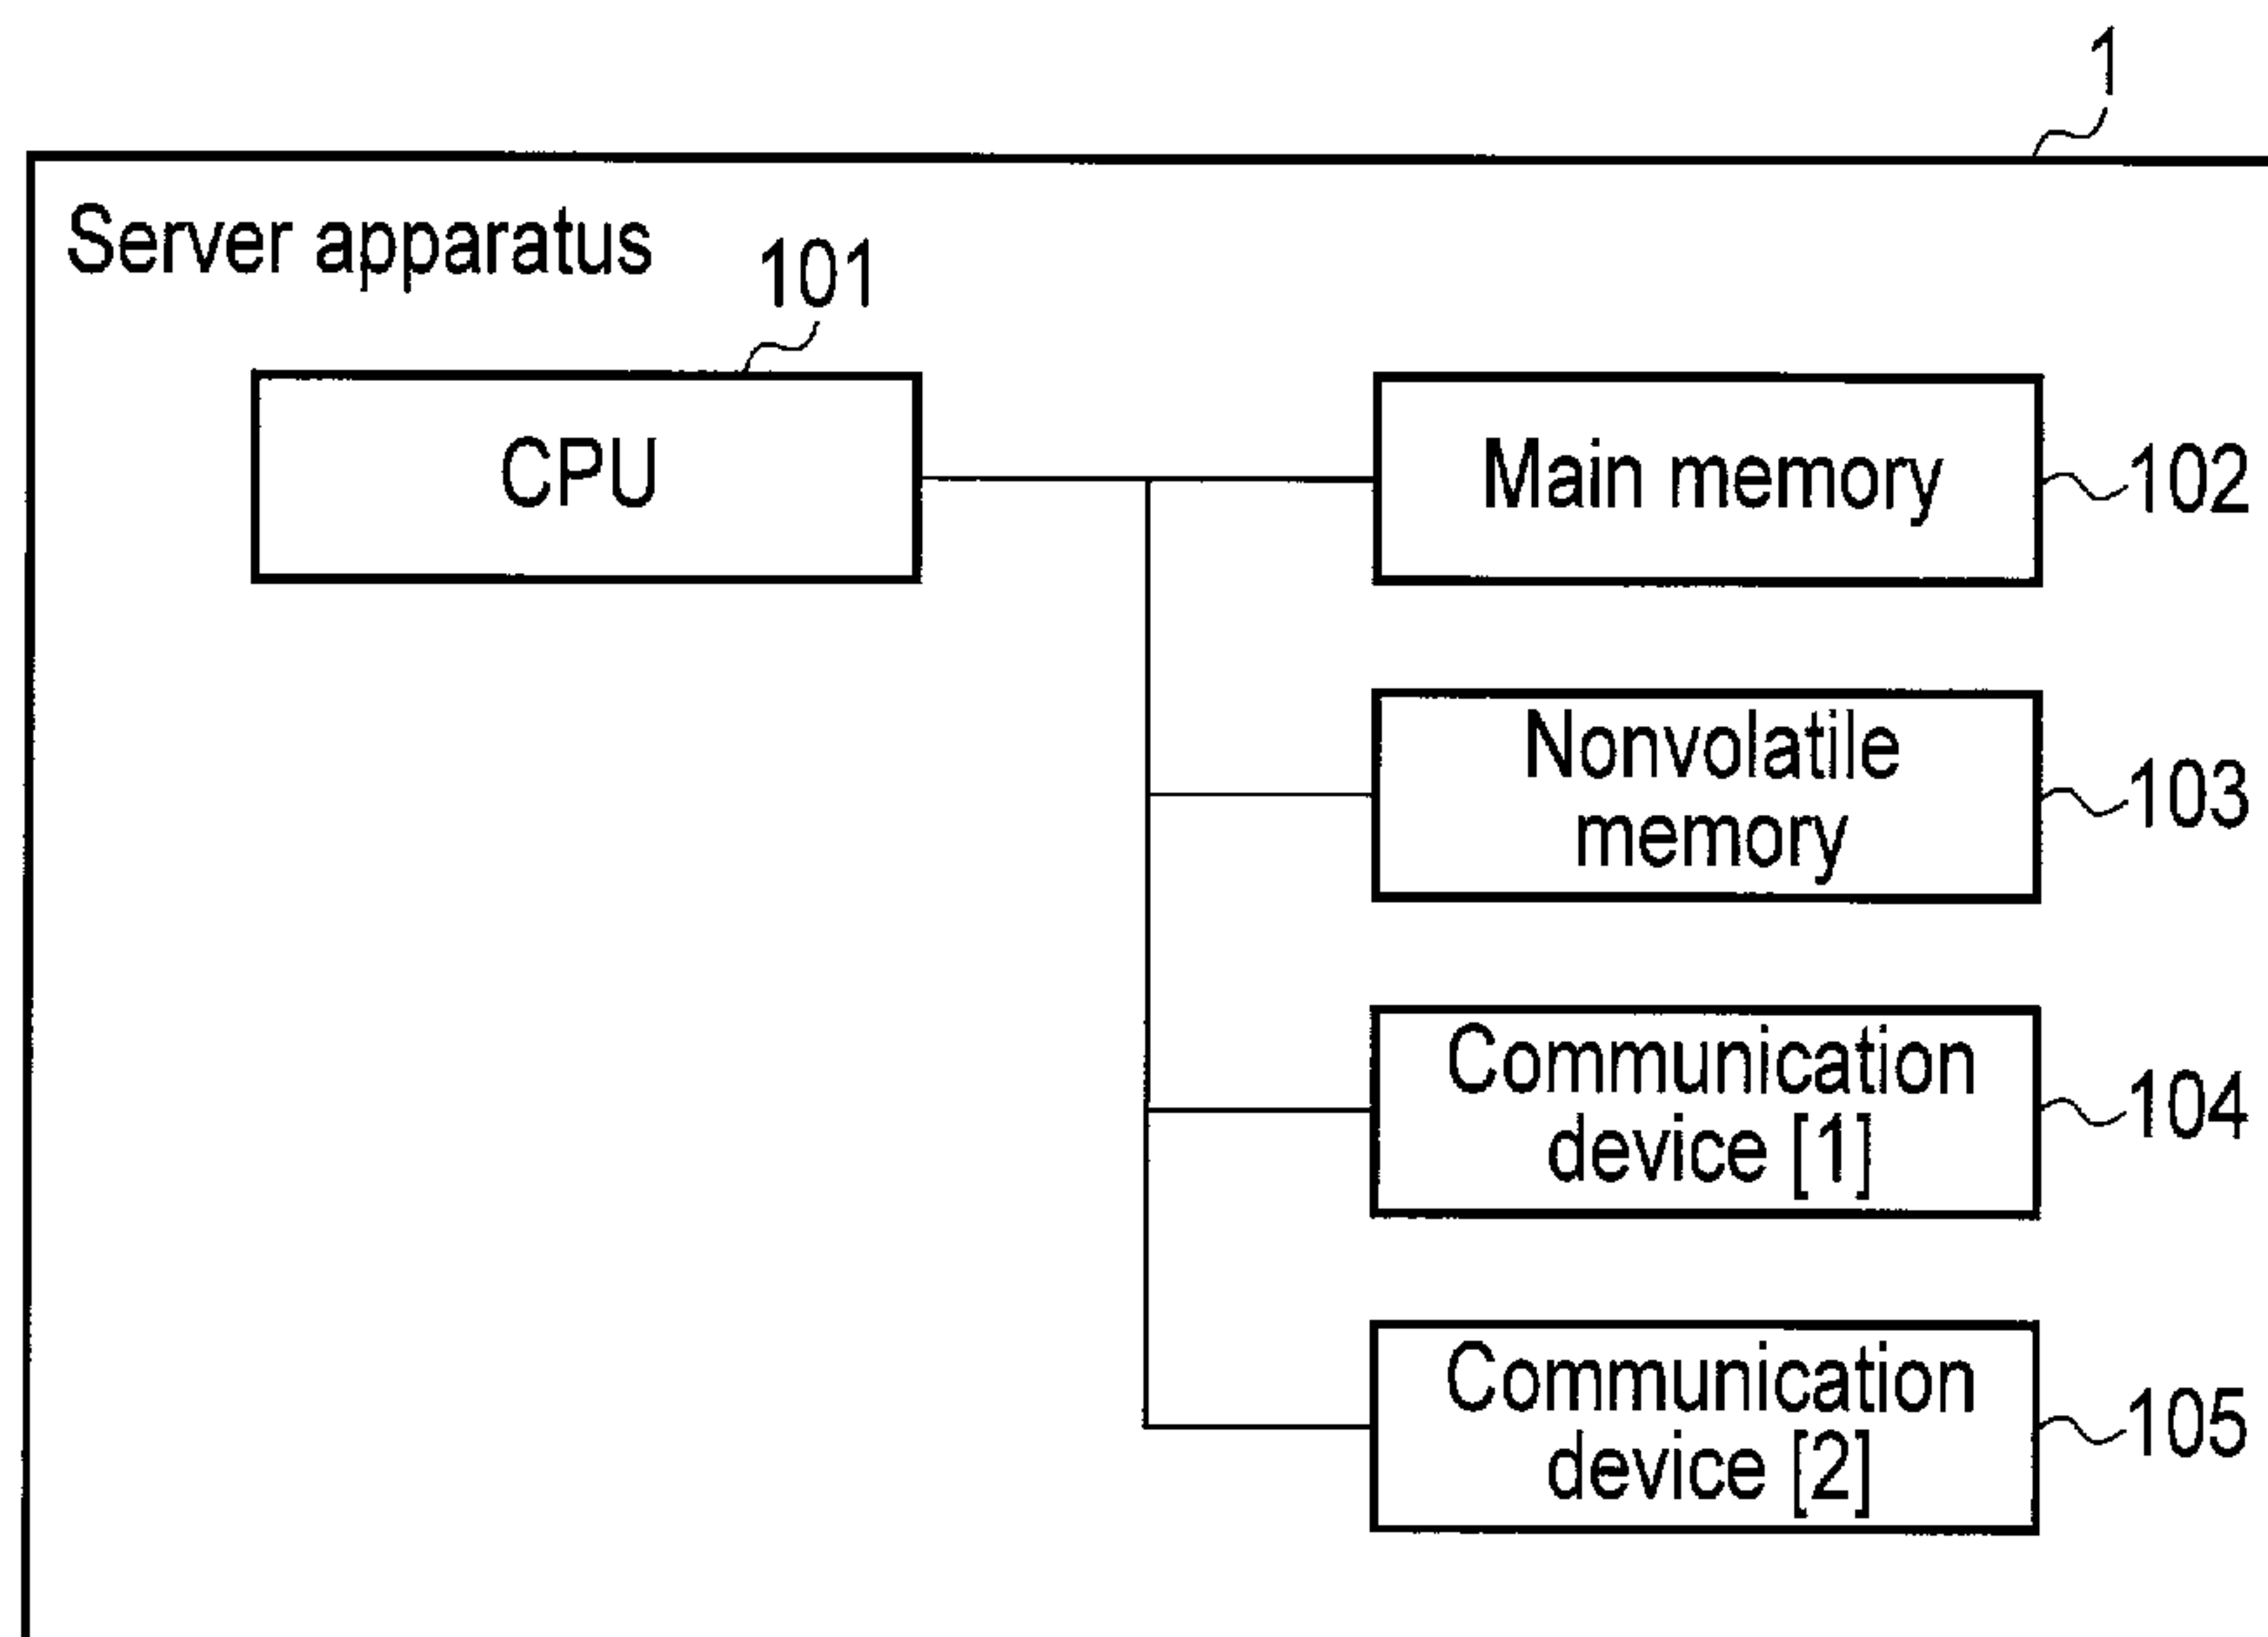 1
Server apparatus
101
CPU
Main memory
102
Nonvolatile
memory
103
Communication
device [1]
104
Communication
device [2]
105